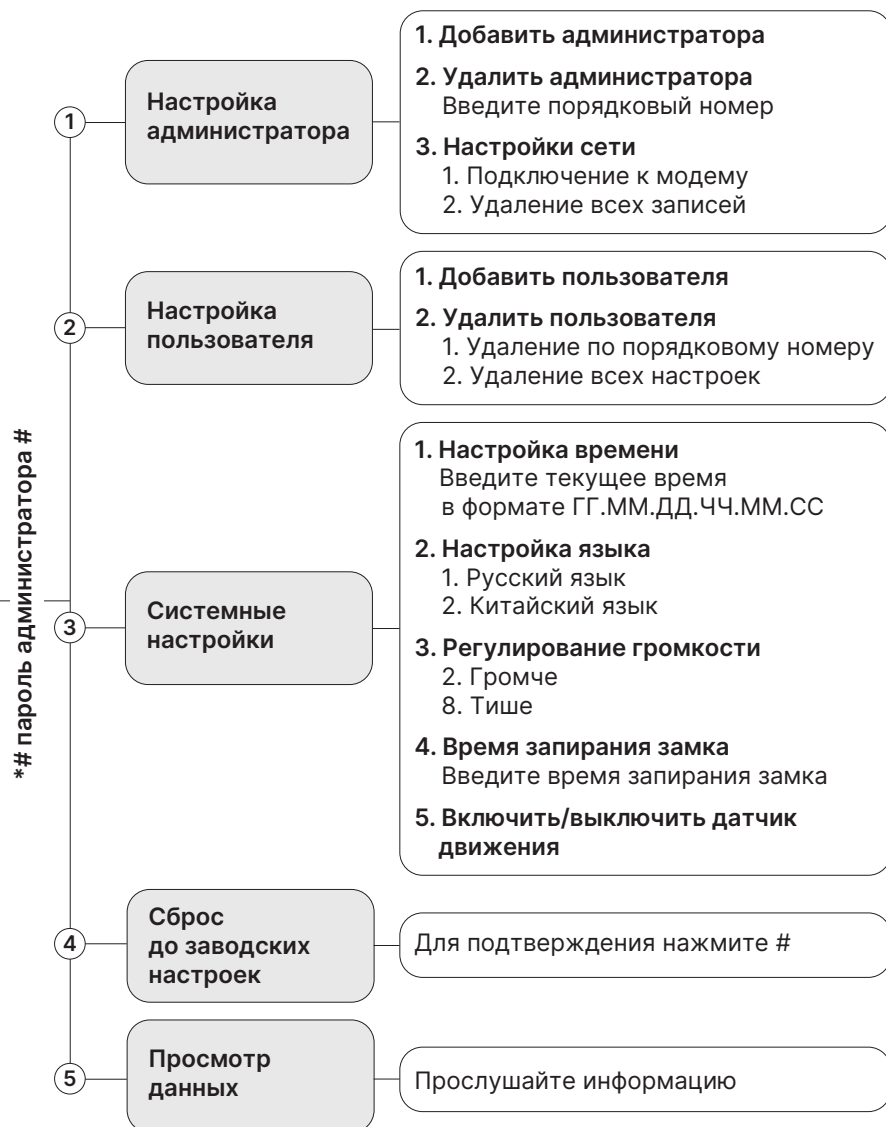 *# пароль администратора #
1
Настройка
администратора
1. Добавить администратора
2. Удалить администратора
Введите порядковый номер
3. Настройки сети
1. Подключение к модему
2. Удаление всех записей
2
Настройка
пользователя
1. Добавить пользователя
2. Удалить пользователя
1. Удаление по порядковому номеру
2. Удаление всех настроек
3
Системные
настройки
1. Настройка времени
Введите текущее время
в формате ГГ.ММ.ДД.ЧЧ.ММ.СС
2. Настройка языка
1. Русский язык
2. Китайский язык
3. Регулирование громкости
2. Громче
8. Тише
4. Время запирания замка
Введите время запирания замка
5. Включить/выключить датчик
движения
4
Сброс
до заводских
настроек
Для подтверждения нажмите #
5
Просмотр
данных
Прослушайте информацию